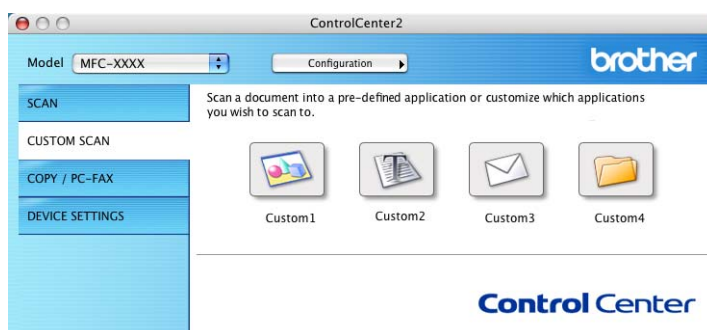 ControlCenter2
Model MFC-XXXX Configuration brother
SCAN
CUSTOM SCAN
COPY / PC-FAX
DEVICE SETTINGS
Scan a document into a pre-defined application or customize which applications
you wish to scan to.
Custom1 Custom2 Custom3 Custom4
Control Center